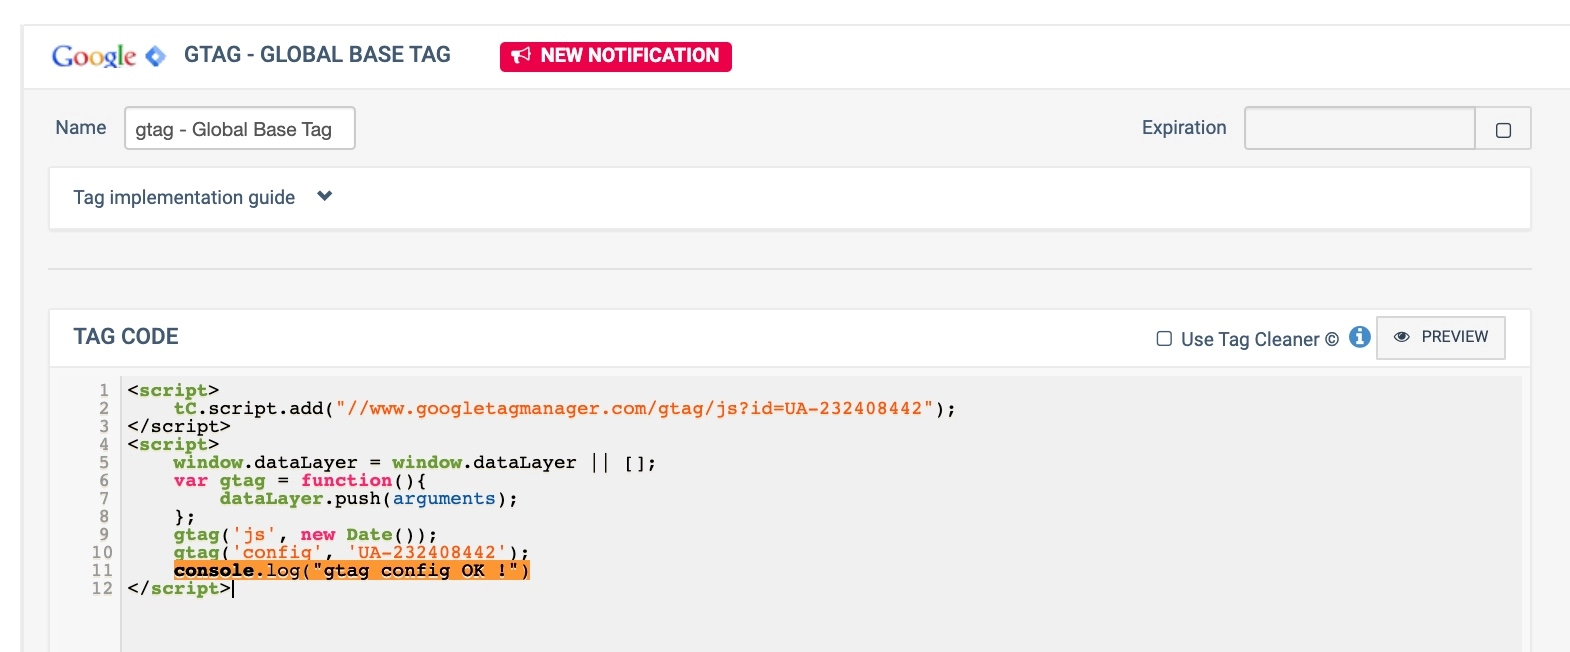 Google GTAG - GLOBAL BASE TAG NEW NOTIFICATION
Name gtag - Global Base Tag Expiration
Tag implementation guide
TAG CODE Use Tag Cleaner © i PREVIEW
1 <script>
2 tC.script.add("//www.googletagmanager.com/gtag/js?id=UA-232408442");
3 </script>
4 <script>
5 window.dataLayer = window.dataLayer || [];
6 var gtag = function(){
7 dataLayer.push(arguments);
8 };
9 gtag('js', new Date());
10 gtag('config', 'UA-232408442');
11 console.log("gtag config OK !")
12 </script>